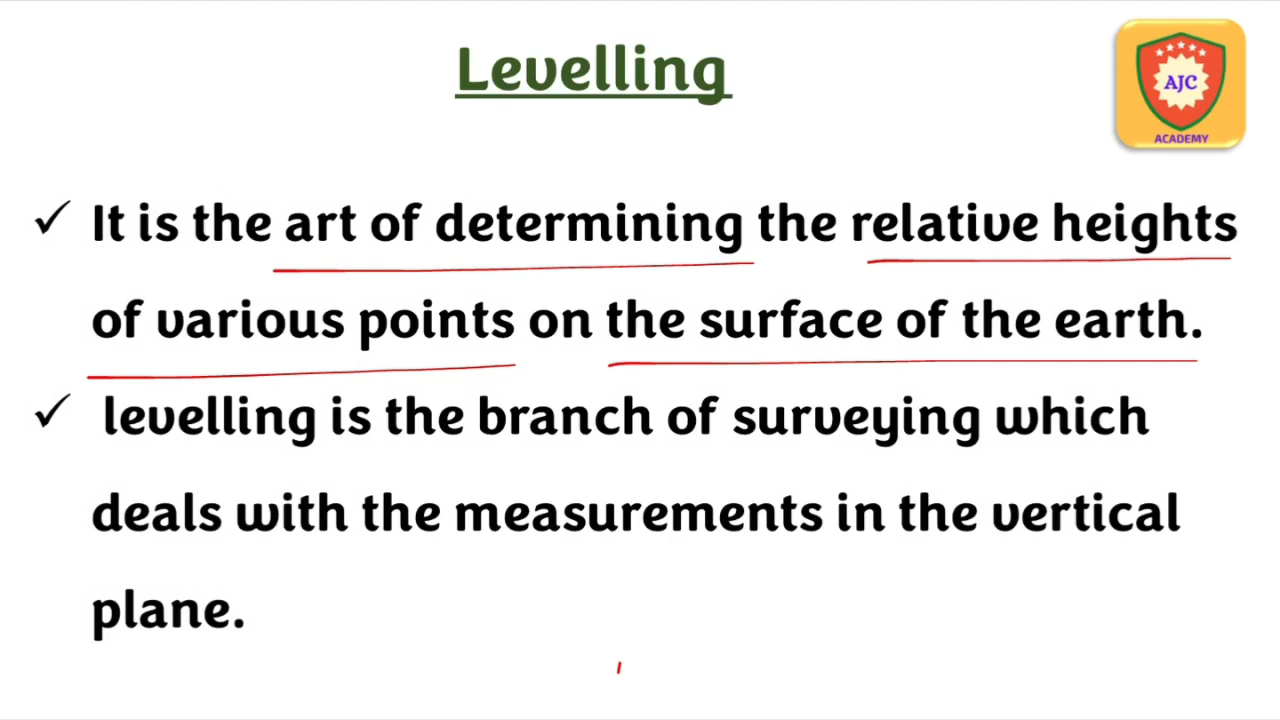 Levelling
AJC
ACADEMY
✓ It is the art of determining the relative heights
of various points on the surface of the earth.
✓ levelling is the branch of surveying which
deals with the measurements in the vertical
plane.